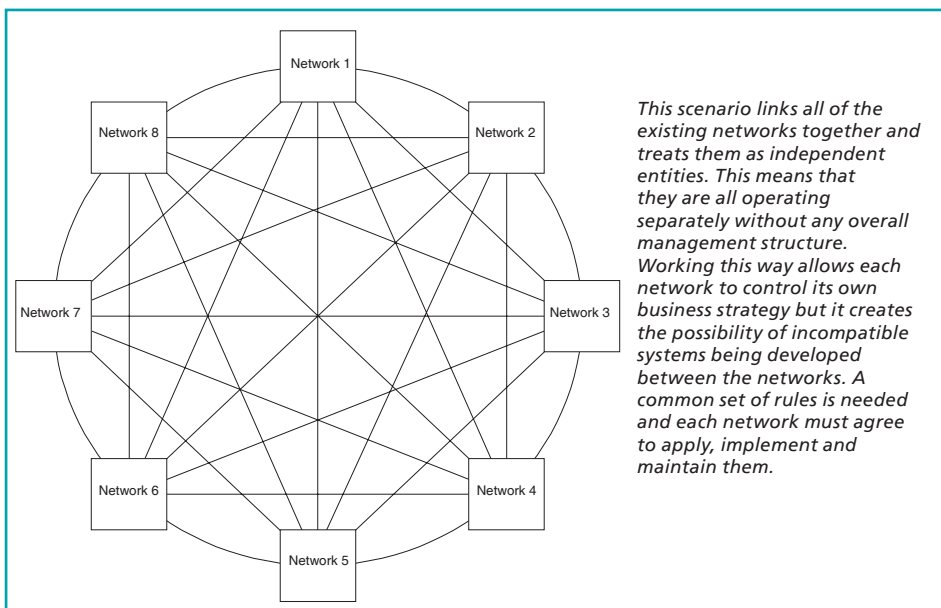 Network 1
Network 8
Network 2
Network 7
Network 3
Network 6
Network 4
Network 5
This scenario links all of the
existing networks together and
treats them as independent
entities. This means that
they are all operating
separately without any overall
management structure.
Working this way allows each
network to control its own
business strategy but it creates
the possibility of incompatible
systems being developed
between the networks. A
common set of rules is needed
and each network must agree
to apply, implement and
maintain them.